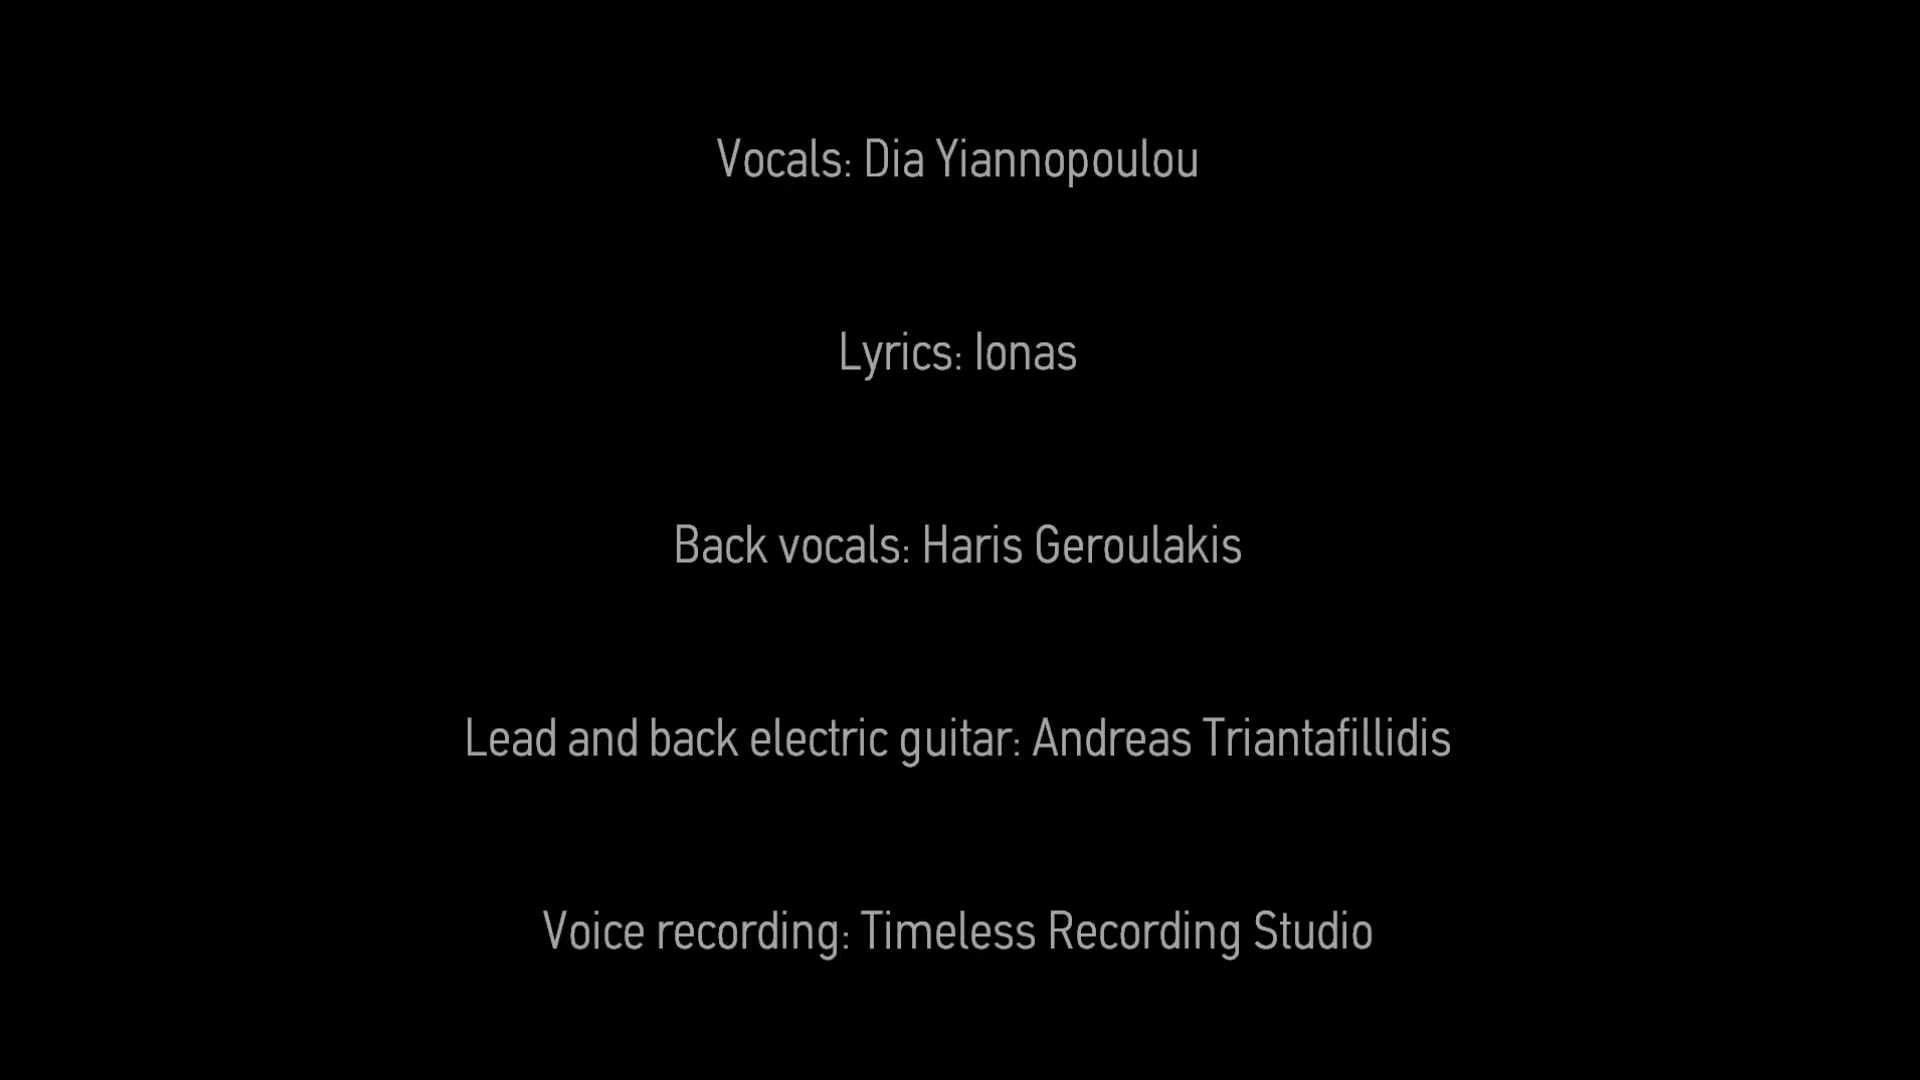 Vocals: Dia Yiannopoulou
Lyrics: Ionas
Back vocals: Haris Geroulakis
Lead and back electric guitar: Andreas Triantafillidis
Voice recording: Timeless Recording Studio